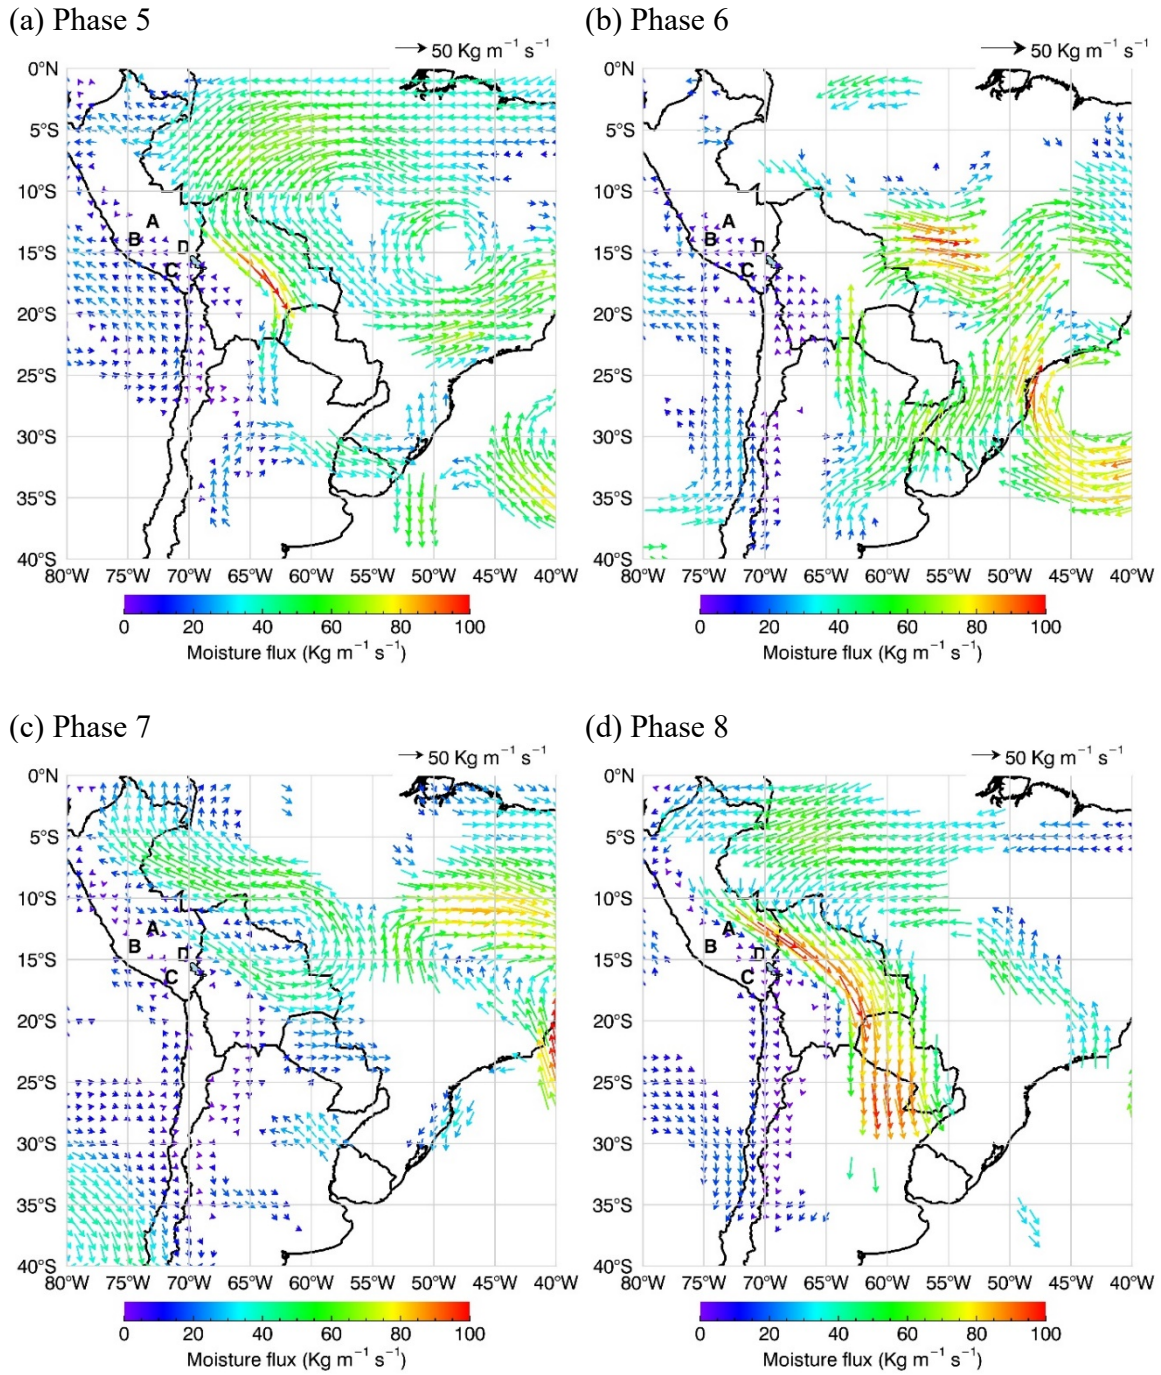 (a) Phase 5
50 Kg m⁻¹ s⁻¹
0°N
5°S
10°S
15°S
20°S
25°S
30°S
35°S
40°S
A
B
D
C
80°W 75°W 70°W 65°W 60°W 55°W 50°W 45°W 40°W
0 20 40 60 80 100
Moisture flux (Kg m⁻¹ s⁻¹)
(b) Phase 6
50 Kg m⁻¹ s⁻¹
0°N
5°S
10°S
15°S
20°S
25°S
30°S
35°S
40°S
A
B
D
C
80°W 75°W 70°W 65°W 60°W 55°W 50°W 45°W 40°W
0 20 40 60 80 100
Moisture flux (Kg m⁻¹ s⁻¹)
(c) Phase 7
50 Kg m⁻¹ s⁻¹
0°N
5°S
10°S
15°S
20°S
25°S
30°S
35°S
40°S
A
B
D
C
80°W 75°W 70°W 65°W 60°W 55°W 50°W 45°W 40°W
0 20 40 60 80 100
Moisture flux (Kg m⁻¹ s⁻¹)
(d) Phase 8
50 Kg m⁻¹ s⁻¹
0°N
5°S
10°S
15°S
20°S
25°S
30°S
35°S
40°S
A
B
D
C
80°W 75°W 70°W 65°W 60°W 55°W 50°W 45°W 40°W
0 20 40 60 80 100
Moisture flux (Kg m⁻¹ s⁻¹)